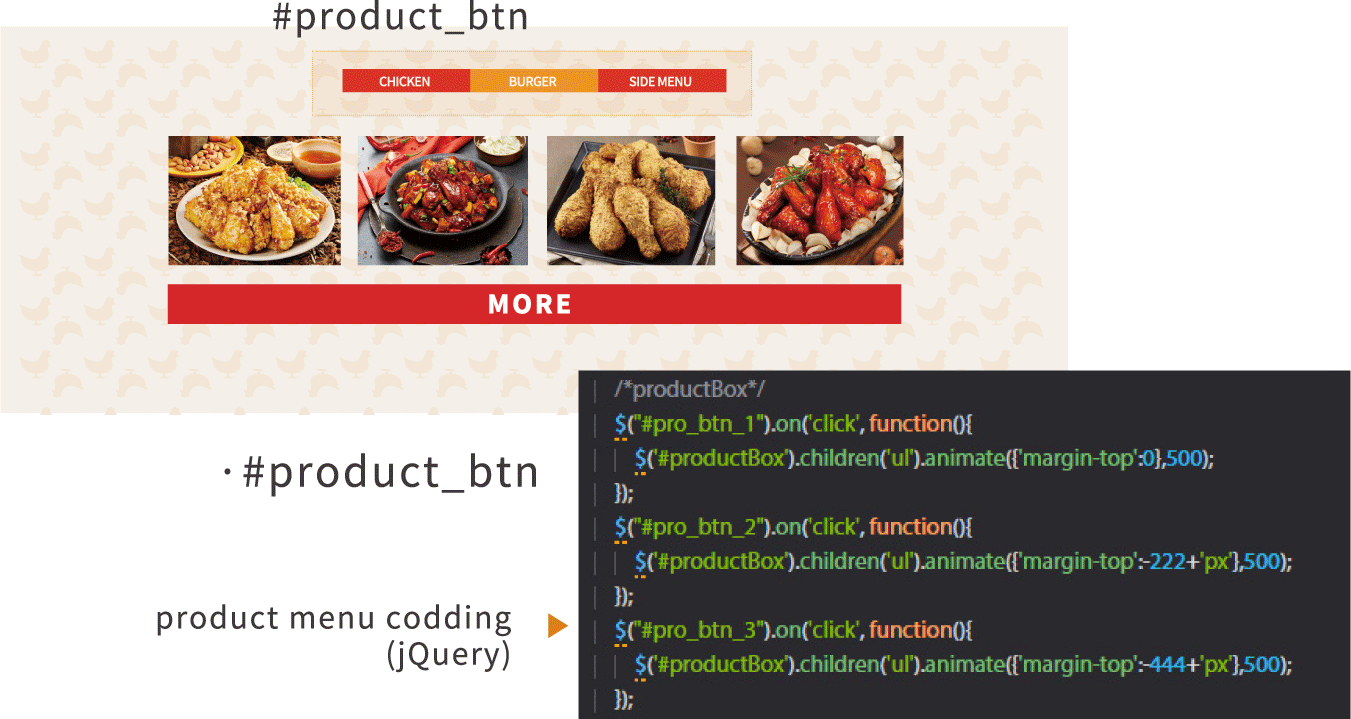 #product_btn
CHICKEN BURGER SIDE MENU
MORE
· #product_btn
product menu codding
(jQuery)
/*productBox*/
$("#pro_btn_1").on('click', function(){
$('#productBox').children('ul').animate({'margin-top':0},500);
});
$("#pro_btn_2").on('click', function(){
$('#productBox').children('ul').animate({'margin-top':-222+'px'},500);
});
$("#pro_btn_3").on('click', function(){
$('#productBox').children('ul').animate({'margin-top':-444+'px'},500);
});